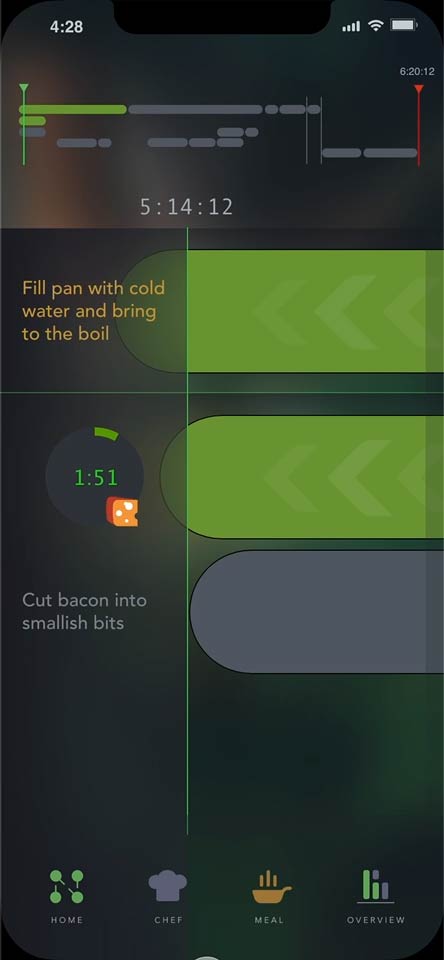 4:28
6:20:12
5:14:12
Fill pan with cold
water and bring
to the boil
1:51
Cut bacon into
smallish bits
HOME CHEF MEAL OVERVIEW